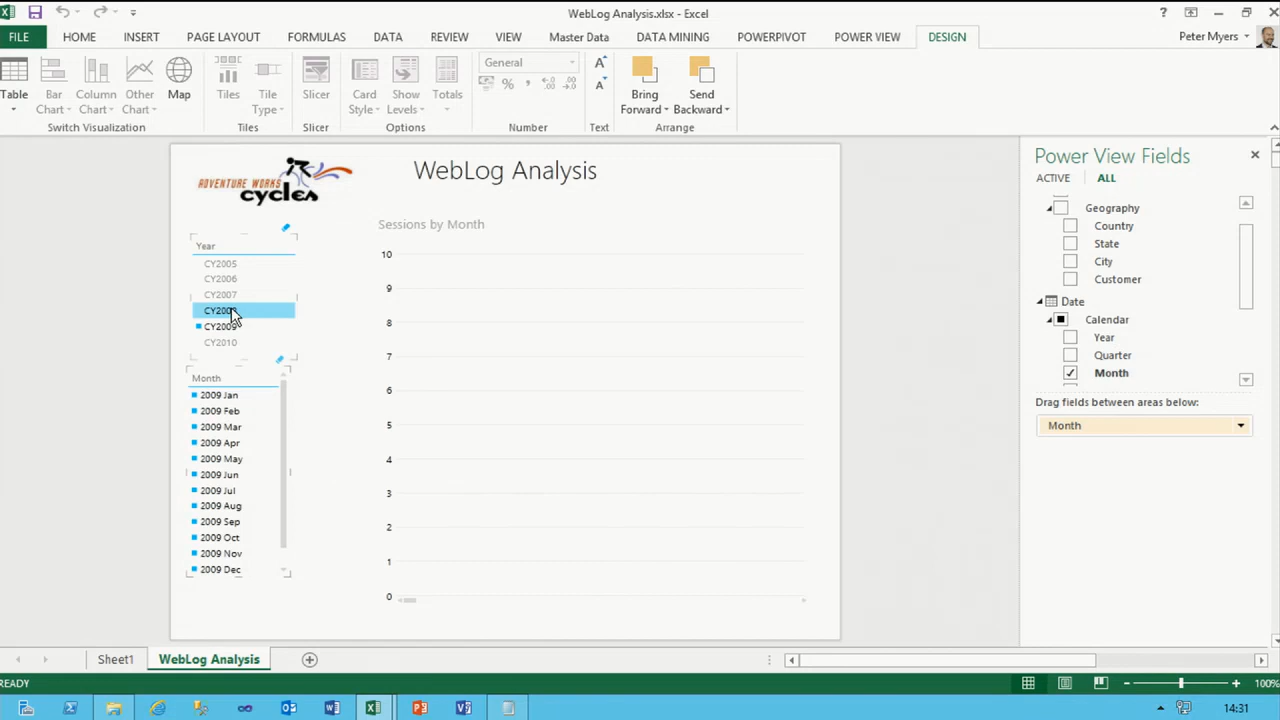 WebLog Analysis.xlsx - Excel
FILE HOME INSERT PAGE LAYOUT FORMULAS DATA REVIEW VIEW Master Data DATA MINING POWERPIVOT POWER VIEW DESIGN Peter Myers
Table Bar Chart Column Chart Other Chart Map Tiles Tile Type Slicer Card Style Show Levels Totals General Bring Forward Send Backward
Switch Visualization Tiles Slicer Options Number Text Arrange
ADVENTURE WORKS cycles
WebLog Analysis
Sessions by Month
Year
CY2005
CY2006
CY2007
CY2009
CY2010
Month
2009 Jan
2009 Feb
2009 Mar
2009 Apr
2009 May
2009 Jun
2009 Jul
2009 Aug
2009 Sep
2009 Oct
2009 Nov
2009 Dec
10
9
8
7
6
5
4
3
2
1
0
Power View Fields
ACTIVE ALL
Geography
Country
State
City
Customer
Date
Calendar
Year
Quarter
Month
Drag fields between areas below:
Month
Sheet1 WebLog Analysis
READY 100%
14:31